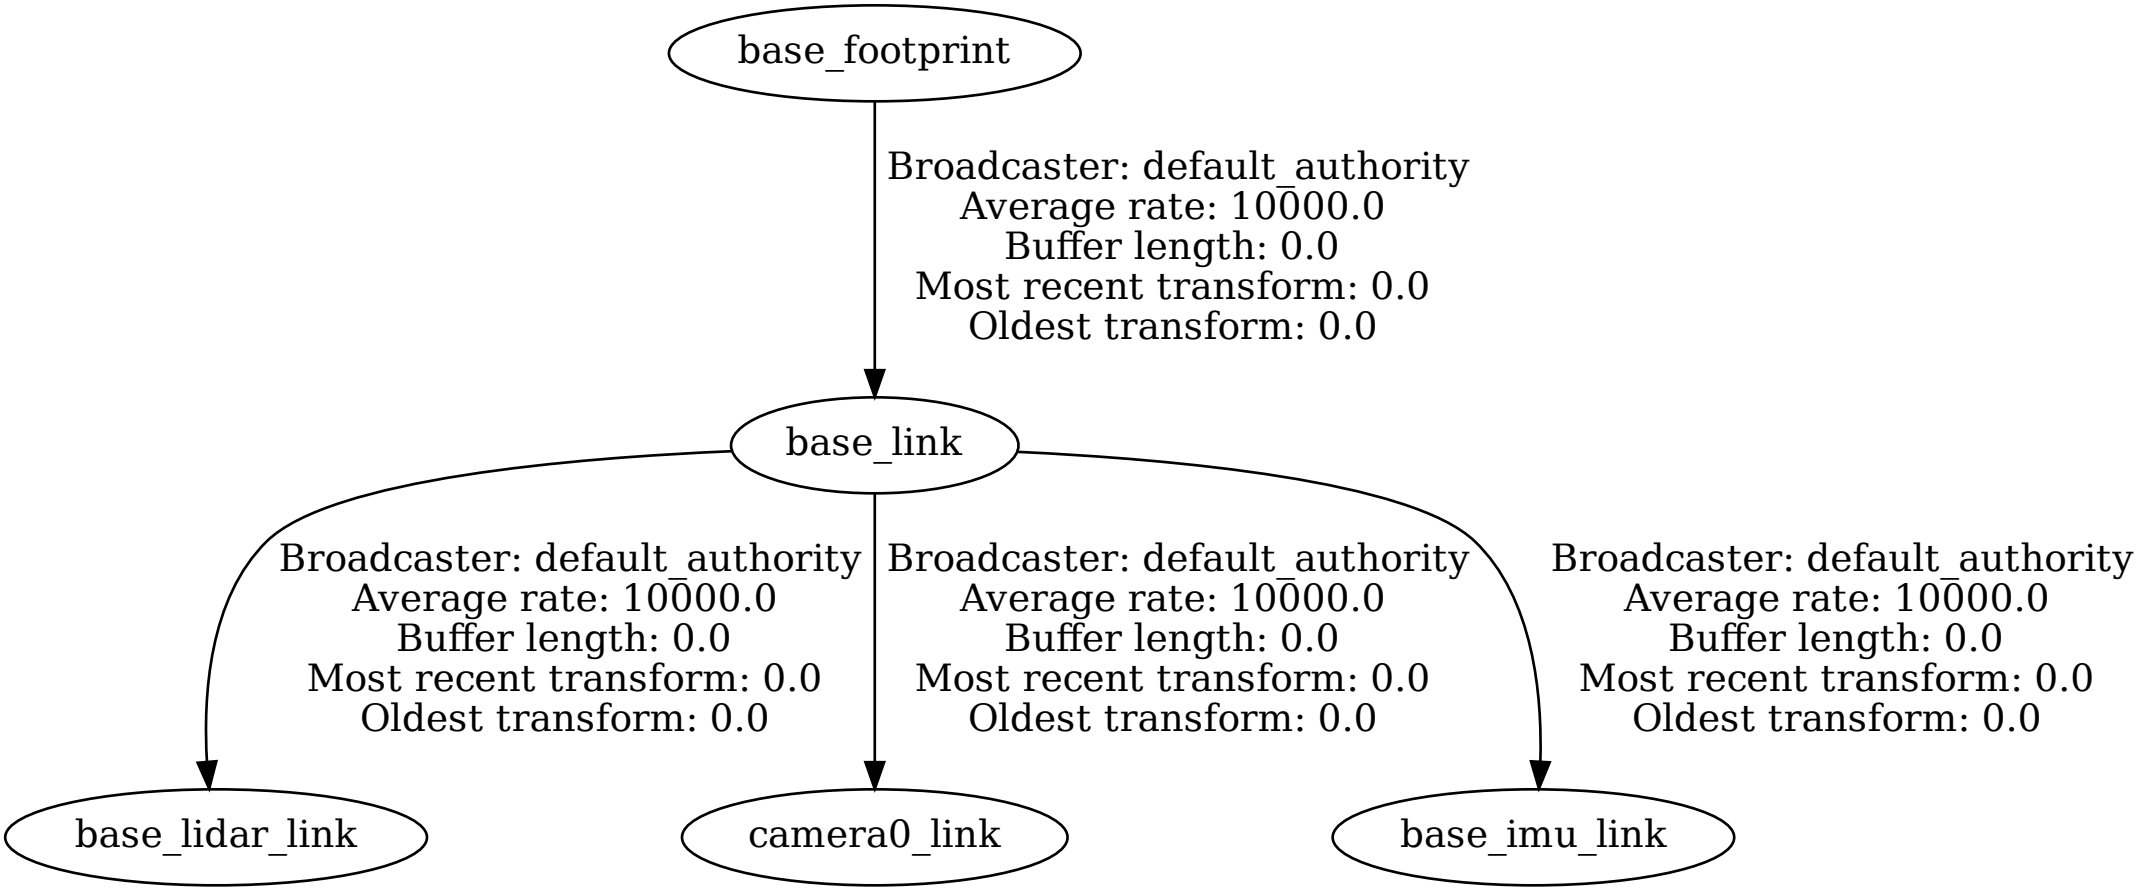 base_footprint
Broadcaster: default_authority
Average rate: 10000.0
Buffer length: 0.0
Most recent transform: 0.0
Oldest transform: 0.0
base_link
Broadcaster: default_authority
Average rate: 10000.0
Buffer length: 0.0
Most recent transform: 0.0
Oldest transform: 0.0
Broadcaster: default_authority
Average rate: 10000.0
Buffer length: 0.0
Most recent transform: 0.0
Oldest transform: 0.0
Broadcaster: default_authority
Average rate: 10000.0
Buffer length: 0.0
Most recent transform: 0.0
Oldest transform: 0.0
base_lidar_link
camera0_link
base_imu_link